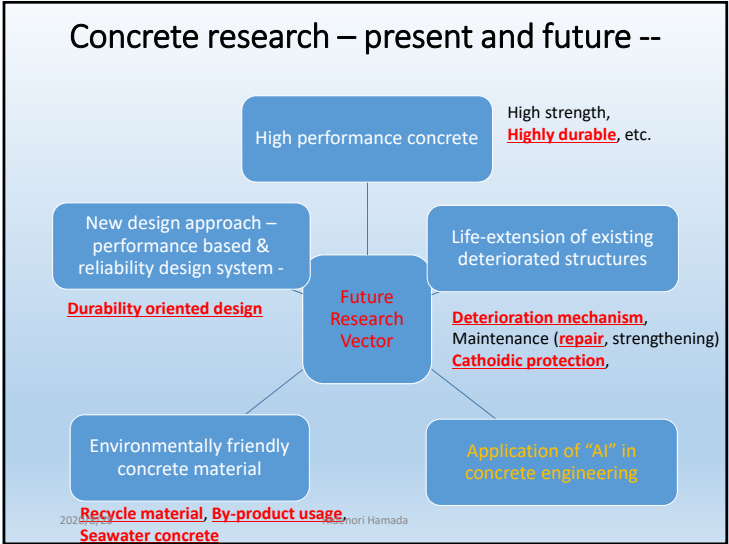 Concrete research – present and future --
High performance concrete
High strength,
Highly durable, etc.
New design approach –
performance based &
reliability design system -
Durability oriented design
Life-extension of existing
deteriorated structures
Deterioration mechanism,
Maintenance (repair, strengthening)
Cathoidic protection,
Future
Research
Vector
Environmentally friendly
concrete material
Recycle material, By-product usage,
Seawater concrete
Application of “AI” in
concrete engineering
Hamada